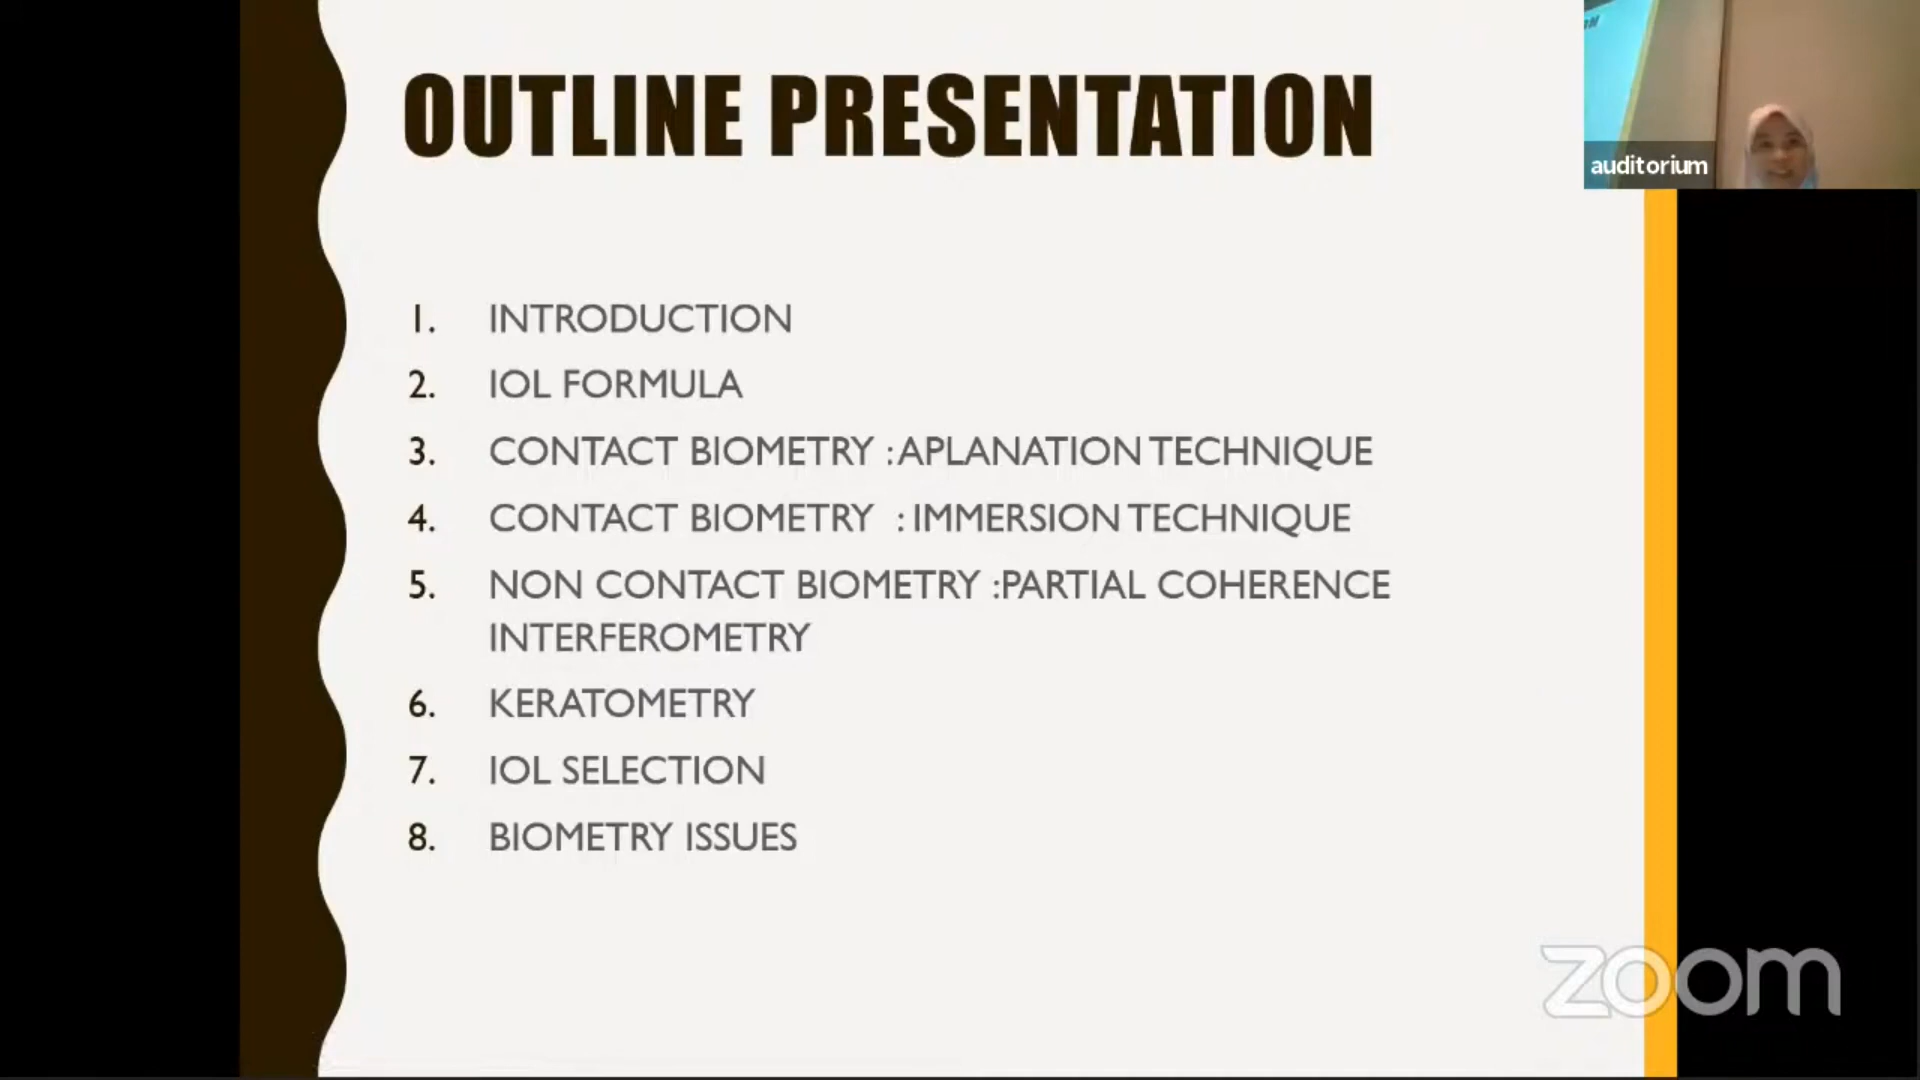 OUTLINE PRESENTATION
auditorium
1. INTRODUCTION
2. IOL FORMULA
3. CONTACT BIOMETRY : APLANATION TECHNIQUE
4. CONTACT BIOMETRY : IMMERSION TECHNIQUE
5. NON CONTACT BIOMETRY :PARTIAL COHERENCE
INTERFEROMETRY
6. KERATOMETRY
7. IOL SELECTION
8. BIOMETRY ISSUES
zoom